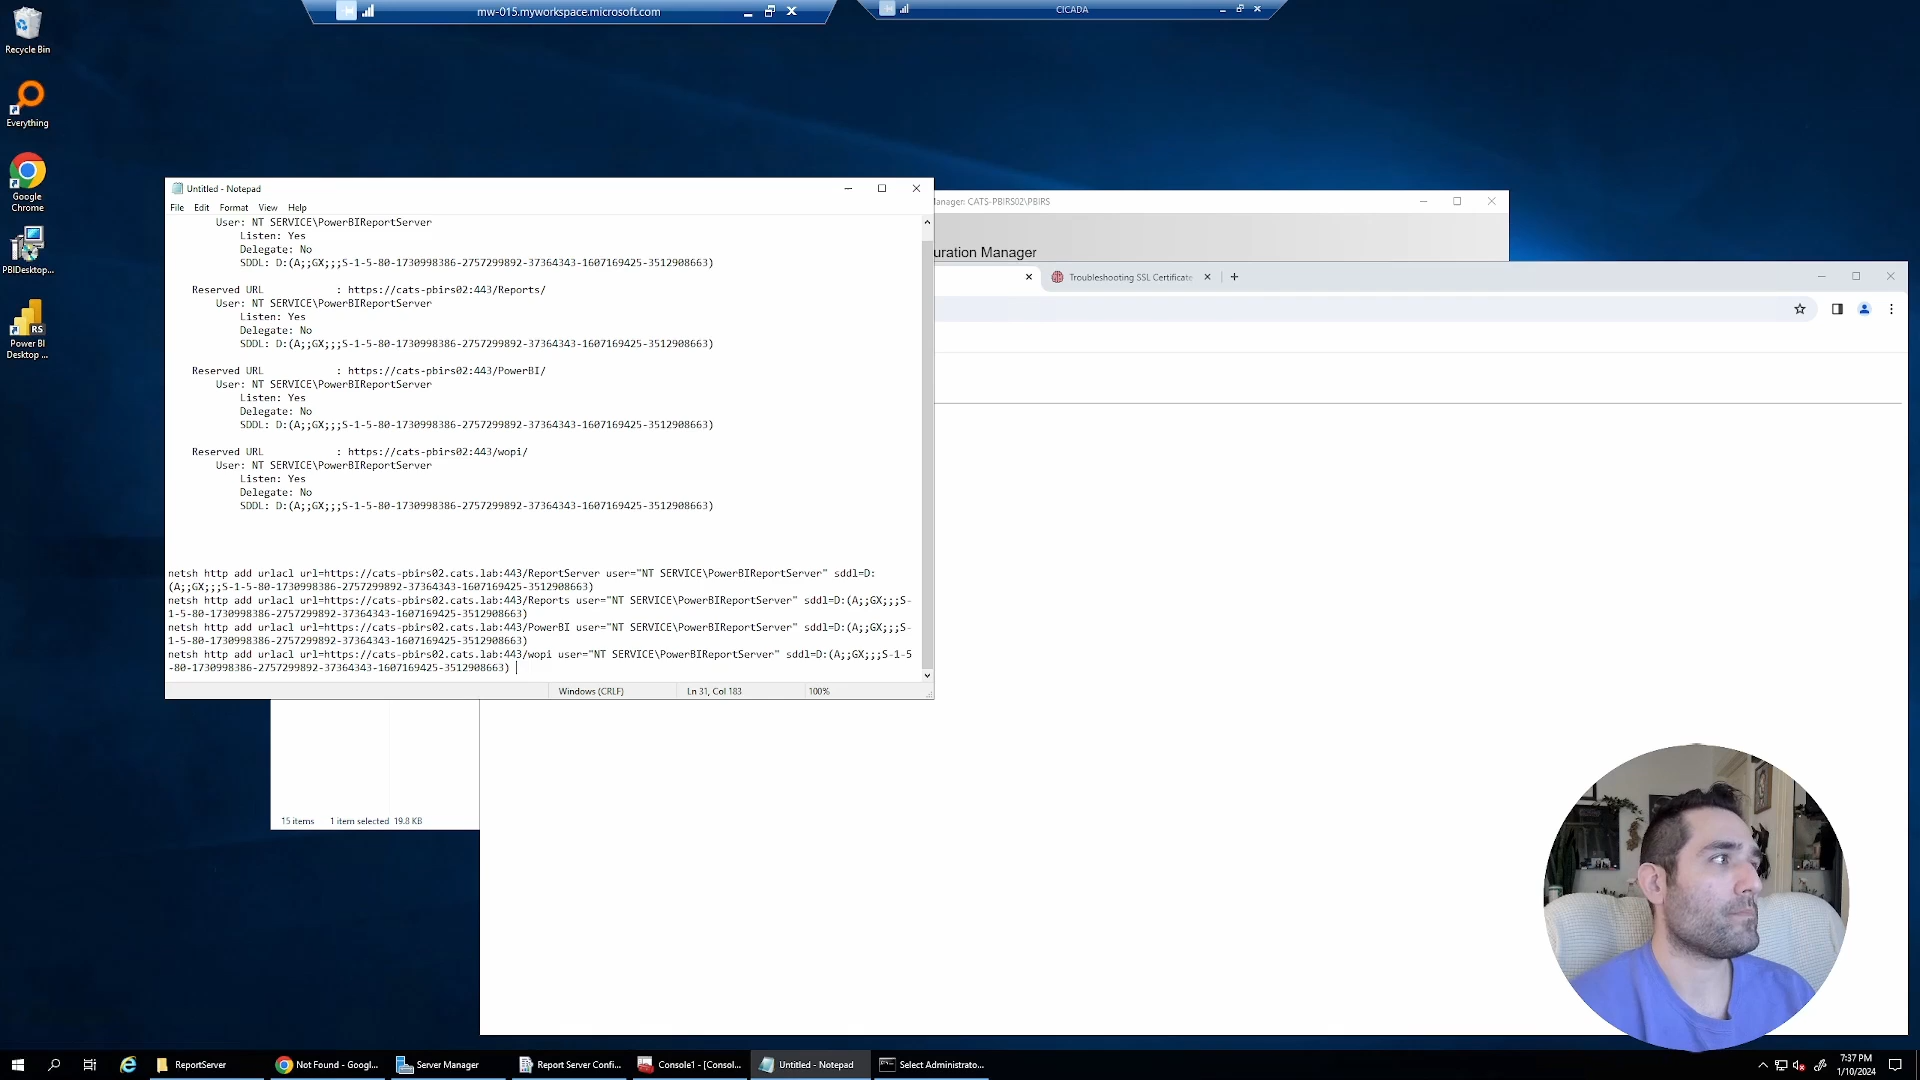 mw-015.myworkspace.microsoft.com
CICADA
Recycle Bin
Everything
Google
Chrome
PBIDesktop...
RS
Power BI
Desktop ...
Untitled - Notepad
File Edit Format View Help
User: NT SERVICE\PowerBIReportServer
Listen: Yes
Delegate: No
SDDL: D:(A;;GX;;;S-1-5-80-1730998386-2757299892-37364343-1607169425-3512908663)
Reserved URL : https://cats-pbirs02:443/Reports/
User: NT SERVICE\PowerBIReportServer
Listen: Yes
Delegate: No
SDDL: D:(A;;GX;;;S-1-5-80-1730998386-2757299892-37364343-1607169425-3512908663)
Reserved URL : https://cats-pbirs02:443/PowerBI/
User: NT SERVICE\PowerBIReportServer
Listen: Yes
Delegate: No
SDDL: D:(A;;GX;;;S-1-5-80-1730998386-2757299892-37364343-1607169425-3512908663)
Reserved URL : https://cats-pbirs02:443/wopi/
User: NT SERVICE\PowerBIReportServer
Listen: Yes
Delegate: No
SDDL: D:(A;;GX;;;S-1-5-80-1730998386-2757299892-37364343-1607169425-3512908663)
netsh http add urlacl url=https://cats-pbirs02.cats.lab:443/ReportServer user="NT SERVICE\PowerBIReportServer" sddl=D:
(A;;GX;;;S-1-5-80-1730998386-2757299892-37364343-1607169425-3512908663)
netsh http add urlacl url=https://cats-pbirs02.cats.lab:443/Reports user="NT SERVICE\PowerBIReportServer" sddl=D:(A;;GX;;;S-
1-5-80-1730998386-2757299892-37364343-1607169425-3512908663)
netsh http add urlacl url=https://cats-pbirs02.cats.lab:443/PowerBI user="NT SERVICE\PowerBIReportServer" sddl=D:(A;;GX;;;S-
1-5-80-1730998386-2757299892-37364343-1607169425-3512908663)
netsh http add urlacl url=https://cats-pbirs02.cats.lab:443/wopi user="NT SERVICE\PowerBIReportServer" sddl=D:(A;;GX;;;S-1-5
-80-1730998386-2757299892-37364343-1607169425-3512908663)
Windows (CRLF) Ln 31, Col 183 100%
anager: CATS-PBIRS02\PBIRS
uration Manager
Troubleshooting SSL Certificate
15 items 1 item selected 19.8 KB
ReportServer
Not Found - Googl...
Server Manager
Report Server Confi...
Console1 - [Consol...
Untitled - Notepad
Select Administrato...
7:37 PM
1/10/2024